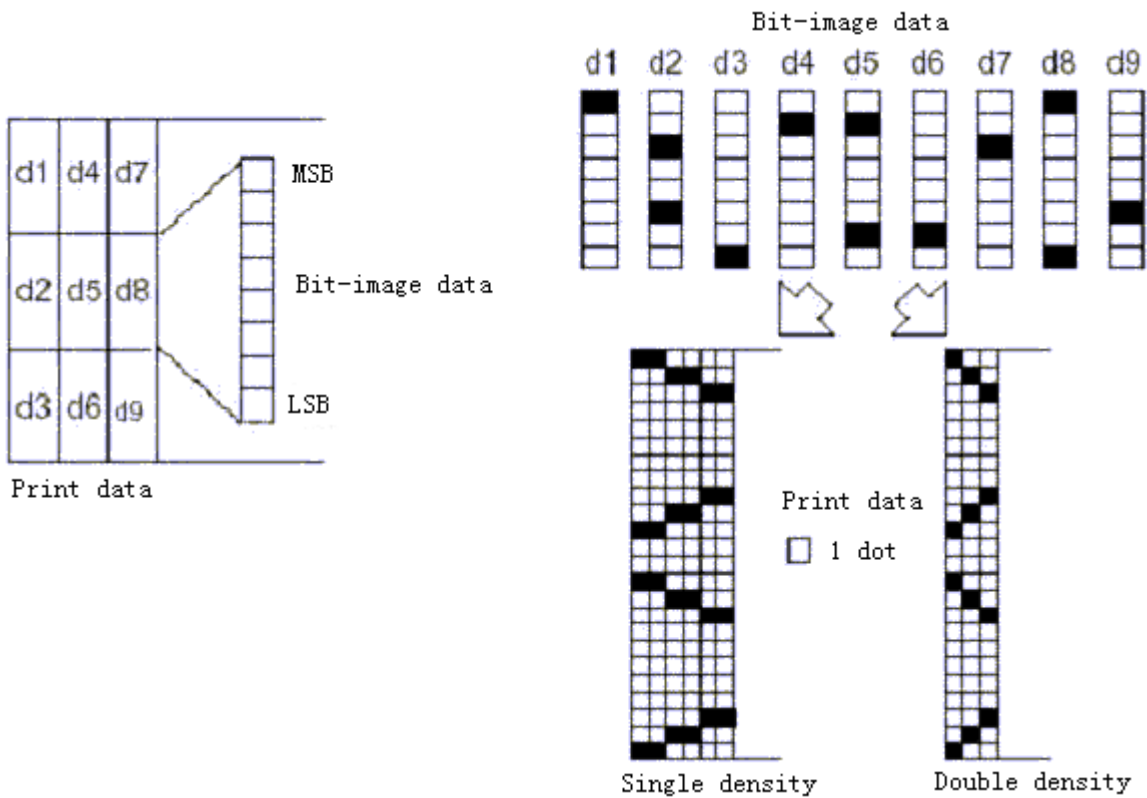 Bit-image data
d1 d2 d3 d4 d5 d6 d7 d8 d9
d1 d4 d7
MSB
d2 d5 d8
Bit-image data
d3 d6 d9
LSB
Print data
Print data
1 dot
Single density
Double density